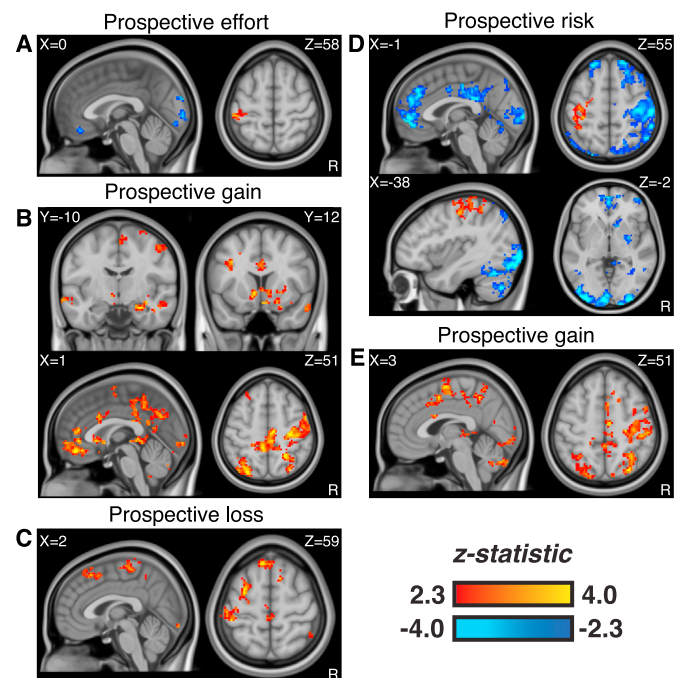 Prospective effort
A
X=0
Z=58
R
Prospective gain
B
Y=-10
Y=12
X=1
Z=51
R
Prospective loss
C
X=2
Z=59
R
Prospective risk
D
X=-1
Z=55
X=-38
Z=-2
R
Prospective gain
E
X=3
Z=51
R
z-statistic
2.3 4.0
-4.0 -2.3